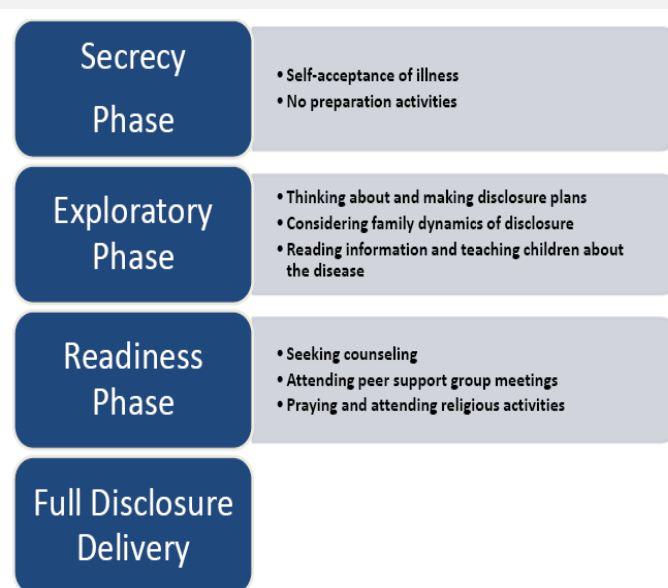 Secrecy
Phase
• Self-acceptance of illness
• No preparation activities
Exploratory
Phase
• Thinking about and making disclosure plans
• Considering family dynamics of disclosure
• Reading information and teaching children about
the disease
Readiness
Phase
• Seeking counseling
• Attending peer support group meetings
• Praying and attending religious activities
Full Disclosure
Delivery